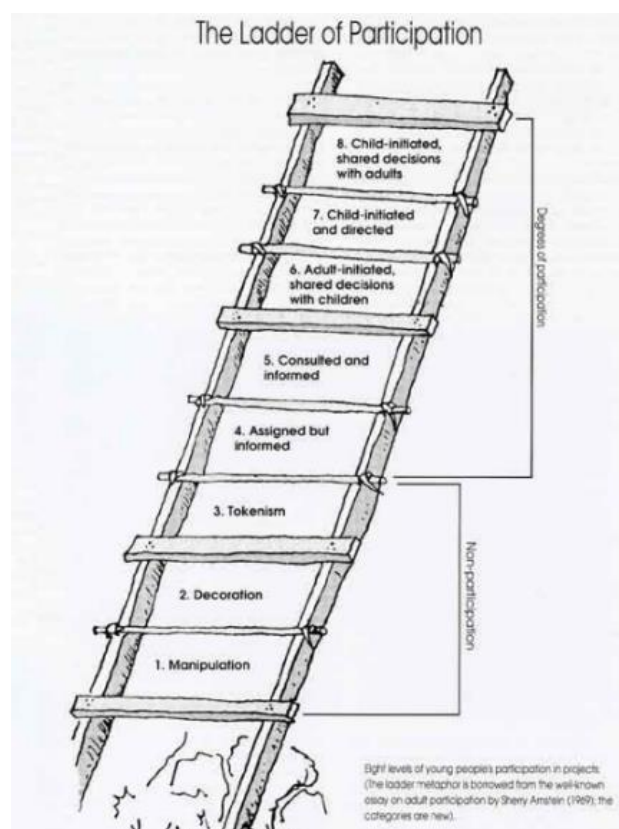 The Ladder of Participation
8. Child-initiated,
shared decisions
with adults
7. Child-initiated
and directed
6. Adult-initiated,
shared decisions
with children
5. Consulted and
informed
4. Assigned but
informed
3. Tokenism
2. Decoration
1. Manipulation
Degrees of participation
Non-participation
Eight levels of young people's participation in projects.
(The ladder metaphor is borrowed from the well-known
essay on adult participation by Sherry Arnstein (1969); the
categories are new).